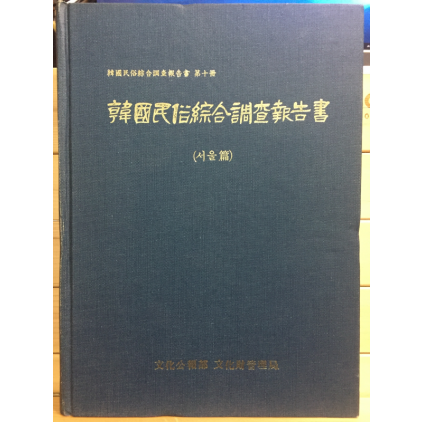 韓國民俗綜合調査報告書 第十冊
韓國民俗綜合調査報告書
(서울篇)
文化公報部 文化財管理局